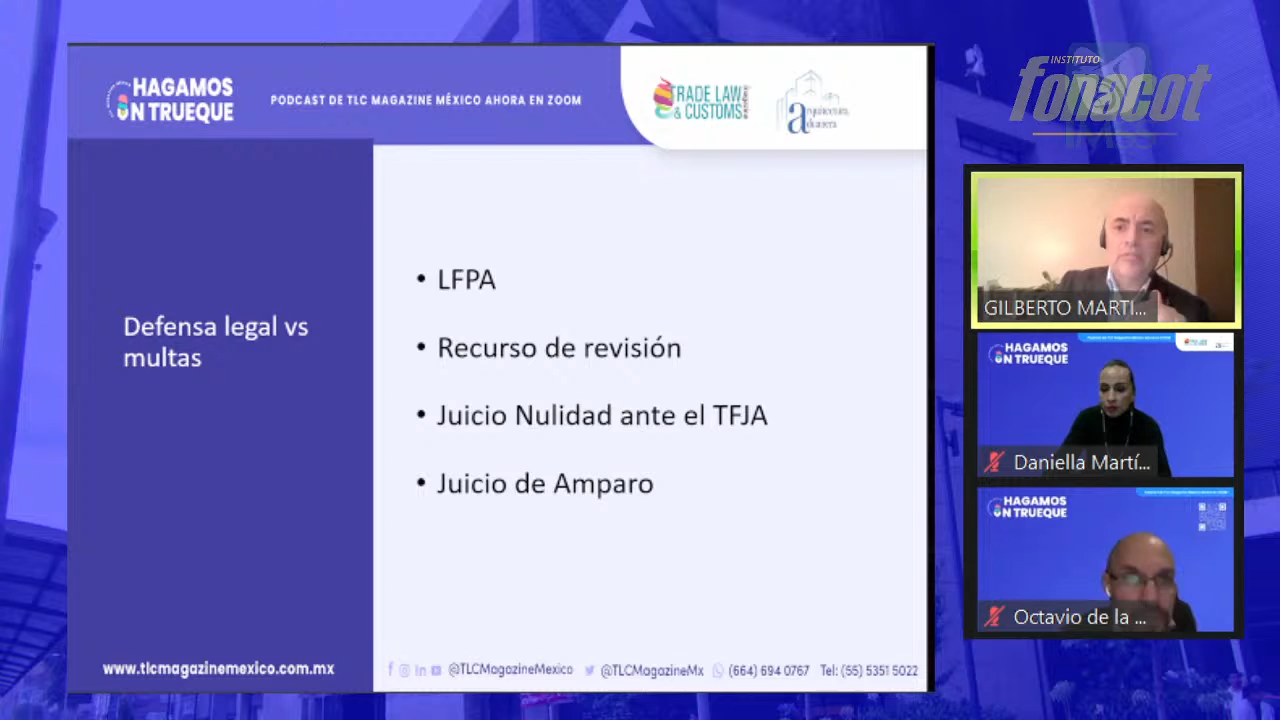 HAGAMOS
UN TRUEQUE
PODCAST DE TLC MAGAZINE MÉXICO AHORA EN ZOOM
TRADE LAW
& CUSTOMS
arquitectura
aduanera
INSTITUTO
fonacot
Defensa legal vs
multas
• LFPA
• Recurso de revisión
• Juicio Nulidad ante el TFJA
• Juicio de Amparo
GILBERTO MARTI...
HAGAMOS
UN TRUEQUE
Daniella Martí...
HAGAMOS
UN TRUEQUE
Octavio de la ...
www.tlcmagazinemexico.com.mx
@TLCMagazineMexico
@TLCMagazineMx
(664) 694 0767
Tel: (55) 5351 5022